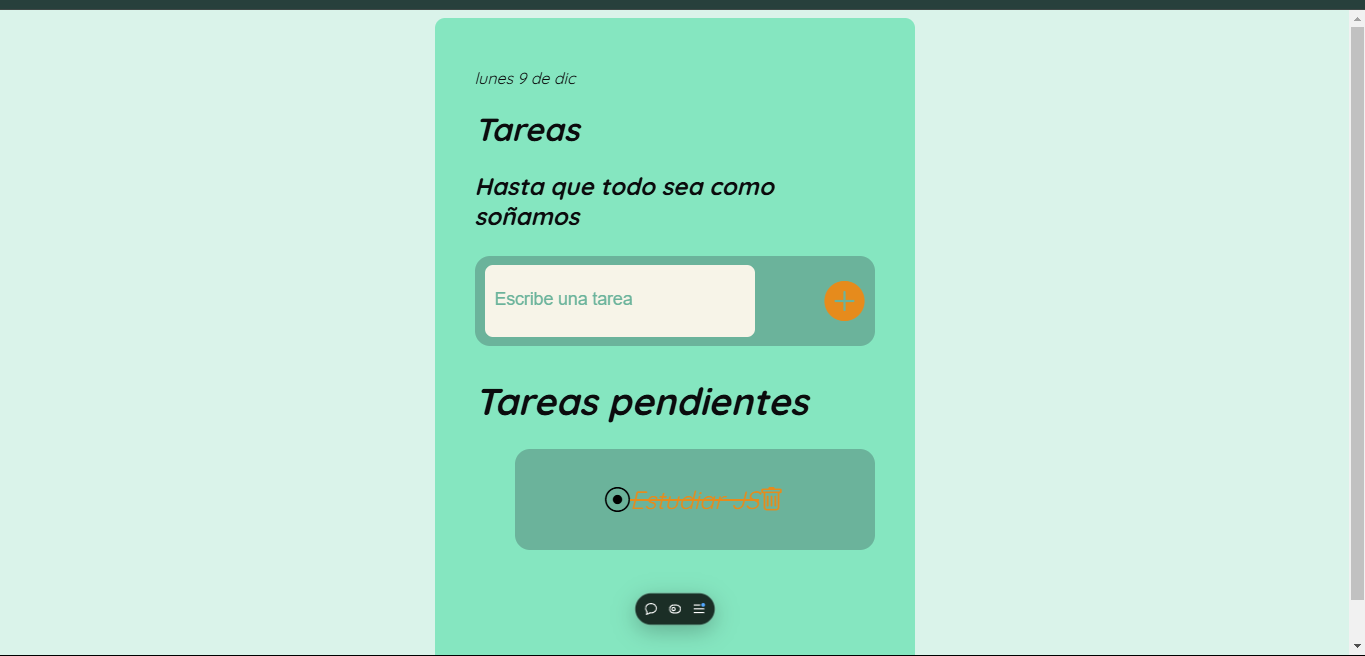 lunes 9 de dic
Tareas
Hasta que todo sea como
soñamos
Escribe una tarea
Tareas pendientes
Estudiar JS